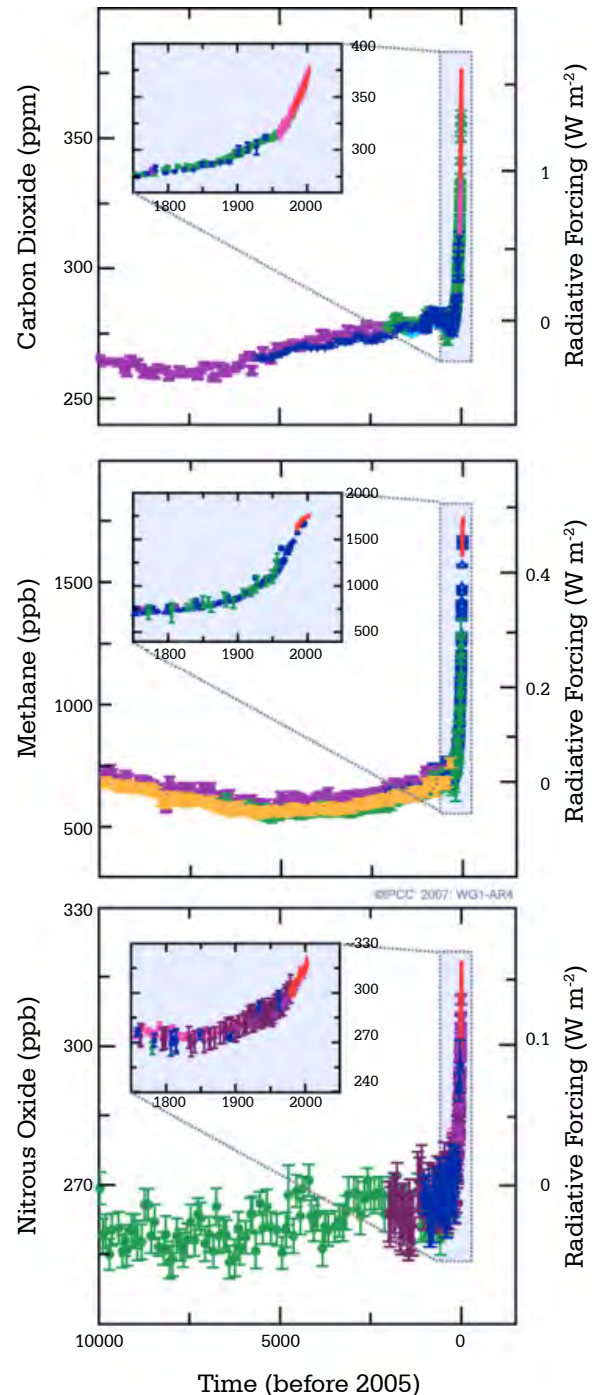 Carbon Dioxide (ppm)
350
300
250
400
350
300
1800 1900 2000
1
0
Radiative Forcing (W m-2)
Methane (ppb)
1500
1000
500
2000
1500
1000
500
1800 1900 2000
0.4
0.2
0
Radiative Forcing (W m-2)
©IPCC 2007: WG1-AR4
Nitrous Oxide (ppb)
330
300
270
330
300
270
240
1800 1900 2000
0.1
0
Radiative Forcing (W m-2)
10000 5000 0
Time (before 2005)